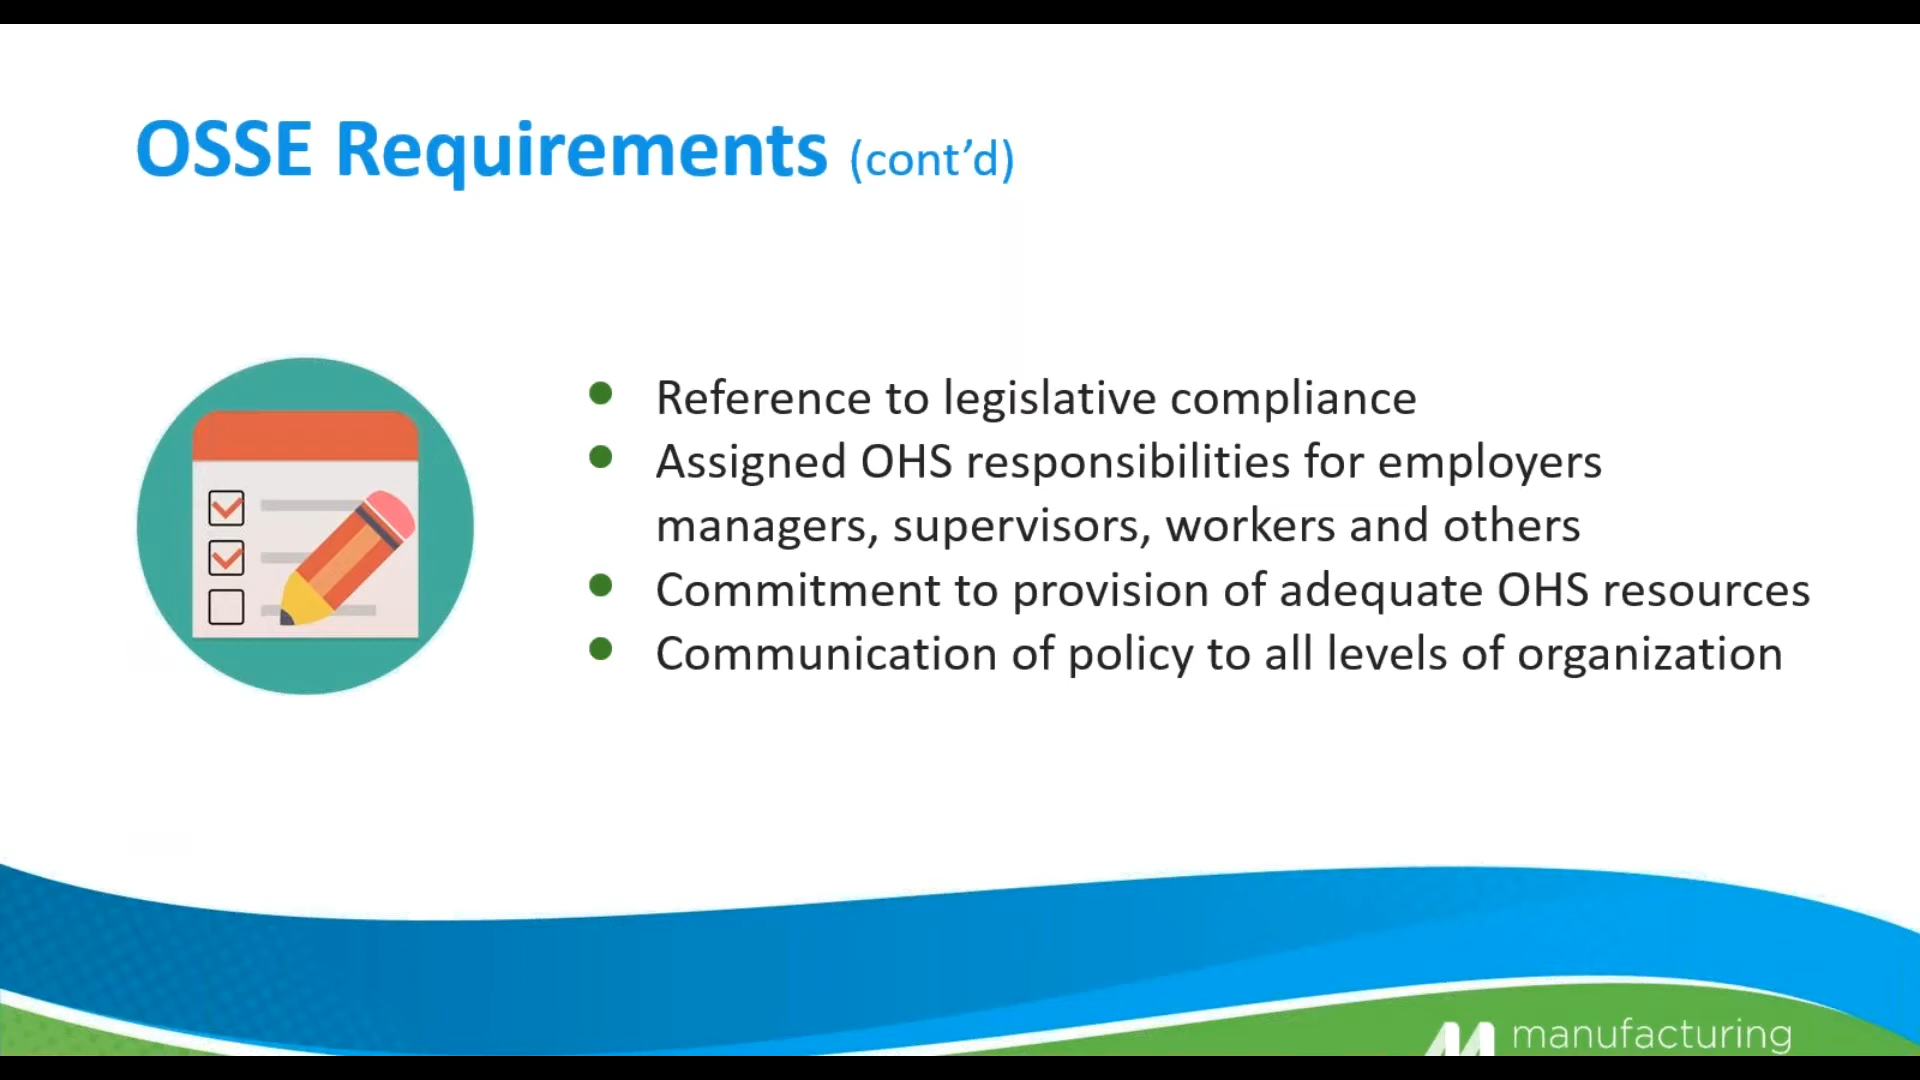 OSSE Requirements (cont’d)
Reference to legislative compliance
Assigned OHS responsibilities for employers
managers, supervisors, workers and others
Commitment to provision of adequate OHS resources
Communication of policy to all levels of organization
manufacturing